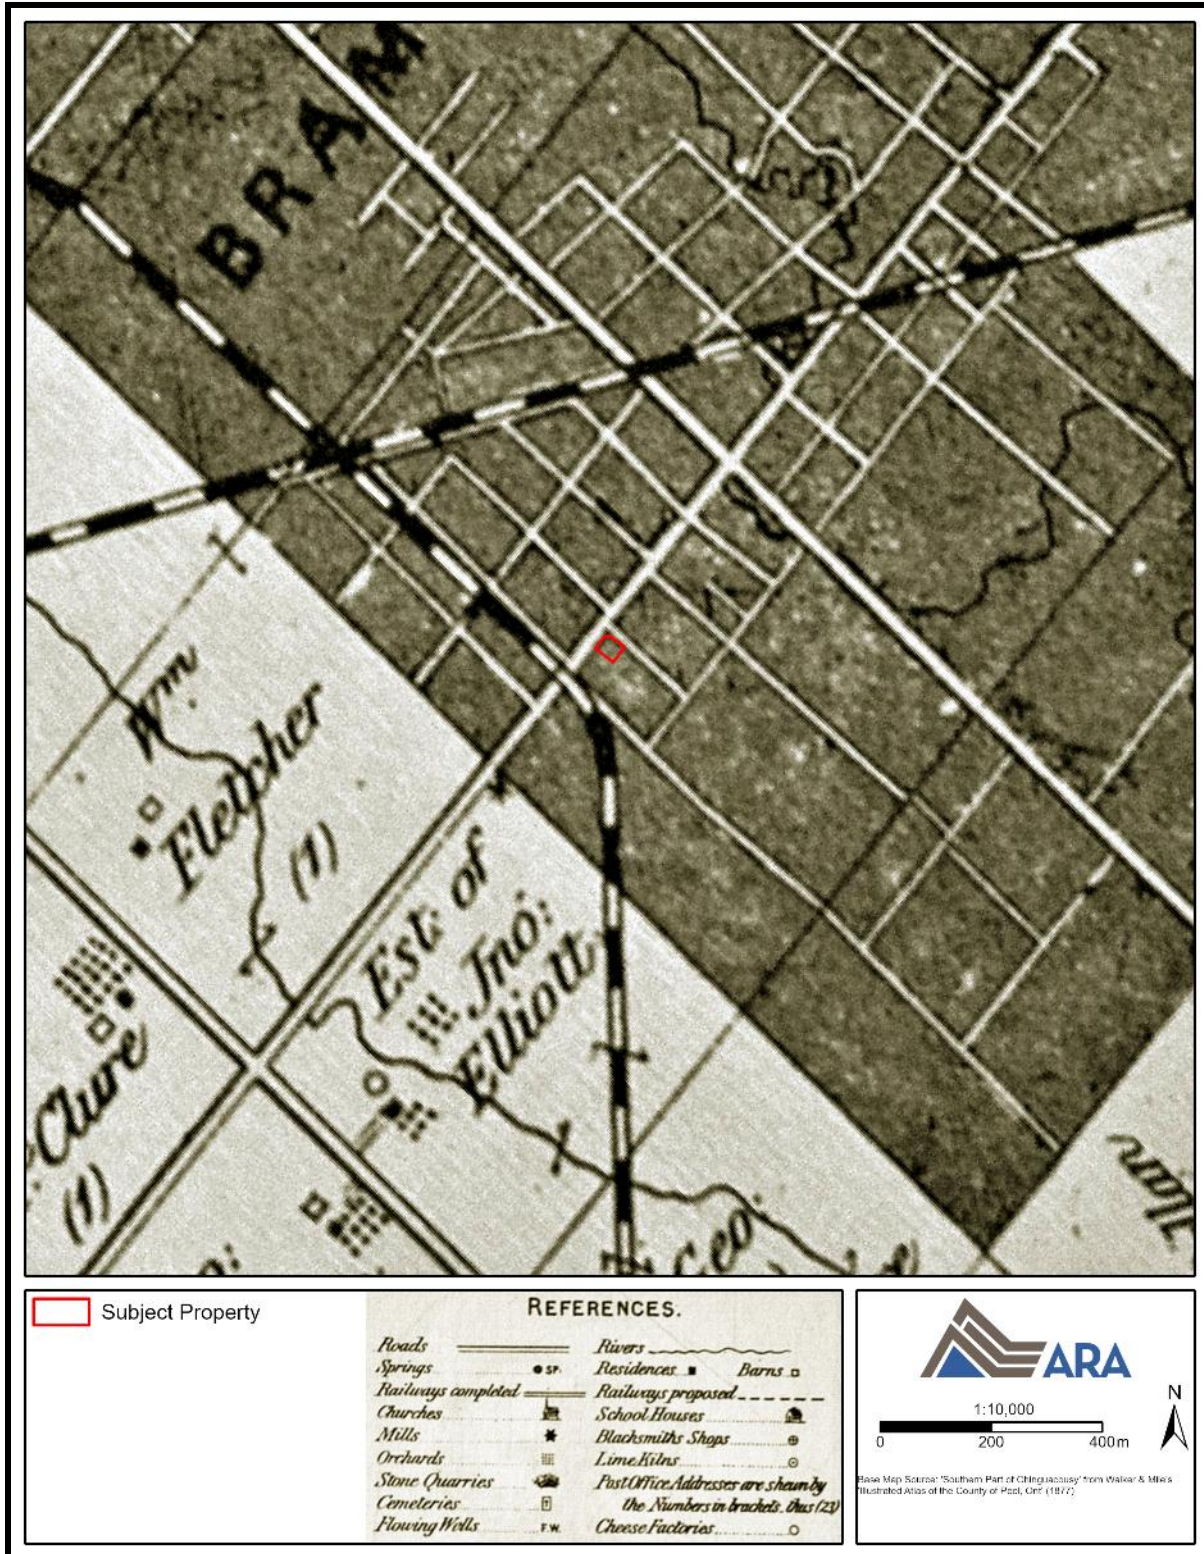 BRAM
Wm
Fletcher
(1)
Est. of
Jno:
Elliott
Clure
(1)
Geo:
Subject Property
REFERENCES.
Roads
Rivers
Springs SP.
Residences Barns
Railways completed
Railways proposed
Churches
School Houses
Mills
Blacksmiths Shops
Orchards
Lime Kilns
Stone Quarries
Post Office Addresses are shewn by
the Numbers in brackets. thus (23)
Cemeteries
Flowing Wells F.W.
Cheese Factories
ARA
N
1:10,000
0 200 400m
Base Map Source: 'Southern Part of Chinguacousy' from Walker & Mile's
'Illustrated Atlas of the County of Peel, Ont' (1877)